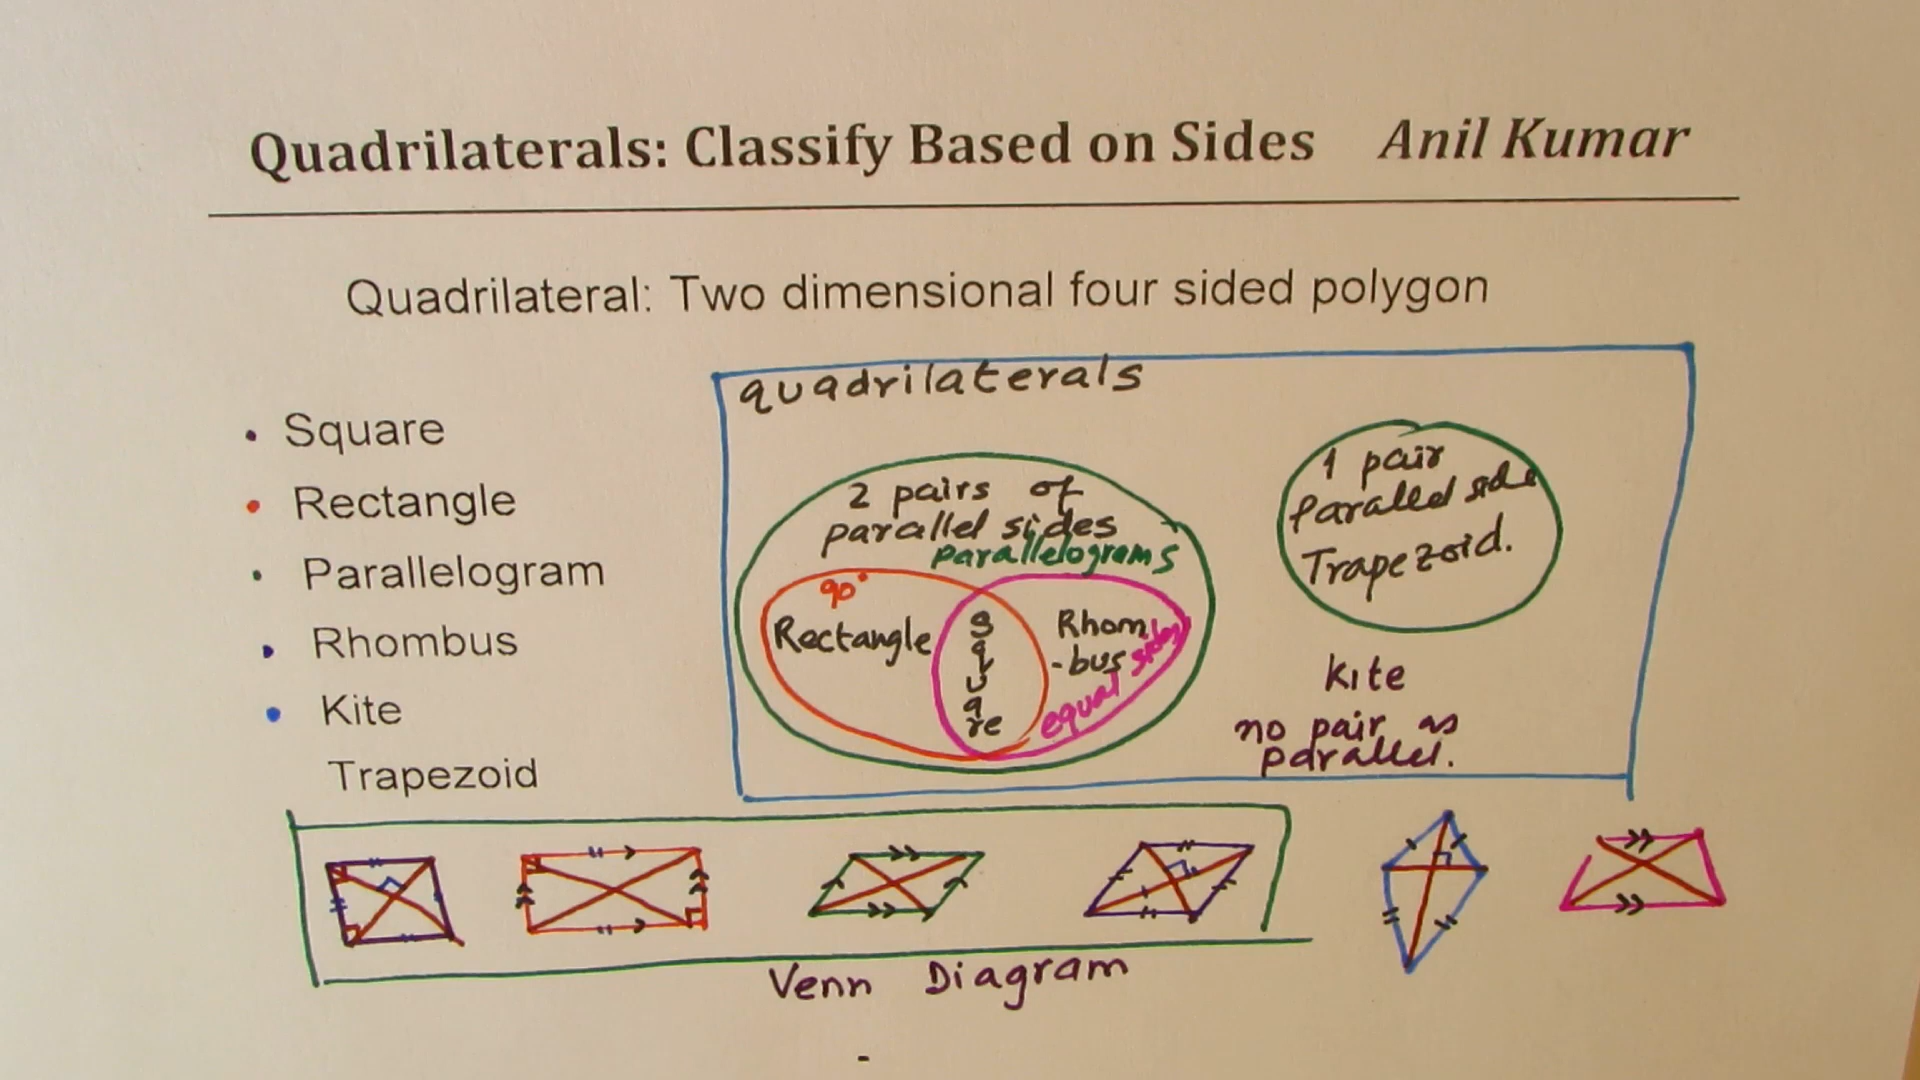 Quadrilaterals: Classify Based on Sides Anil Kumar
Quadrilateral: Two dimensional four sided polygon
• Square
• Rectangle
• Parallelogram
• Rhombus
• Kite
Trapezoid
quadrilaterals
2 pairs of
parallel sides
parallelograms
90°
Rectangle
s
q
u
a
re
Rhom
-bus
equal sides
1 pair
parallel side
Trapezoid.
Kite
no pair as
parallel.
Venn Diagram